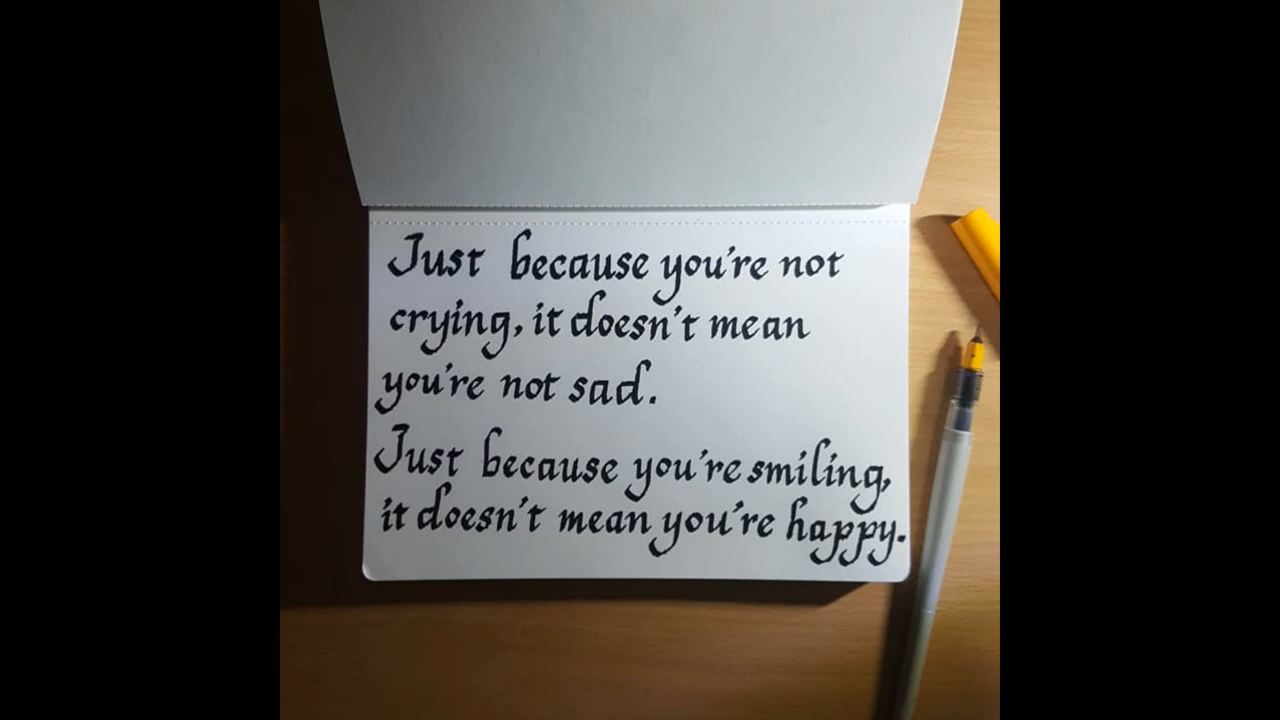 Just because you're not
crying, it doesn't mean
you're not sad.
Just because you're smiling,
it doesn't mean you're happy.